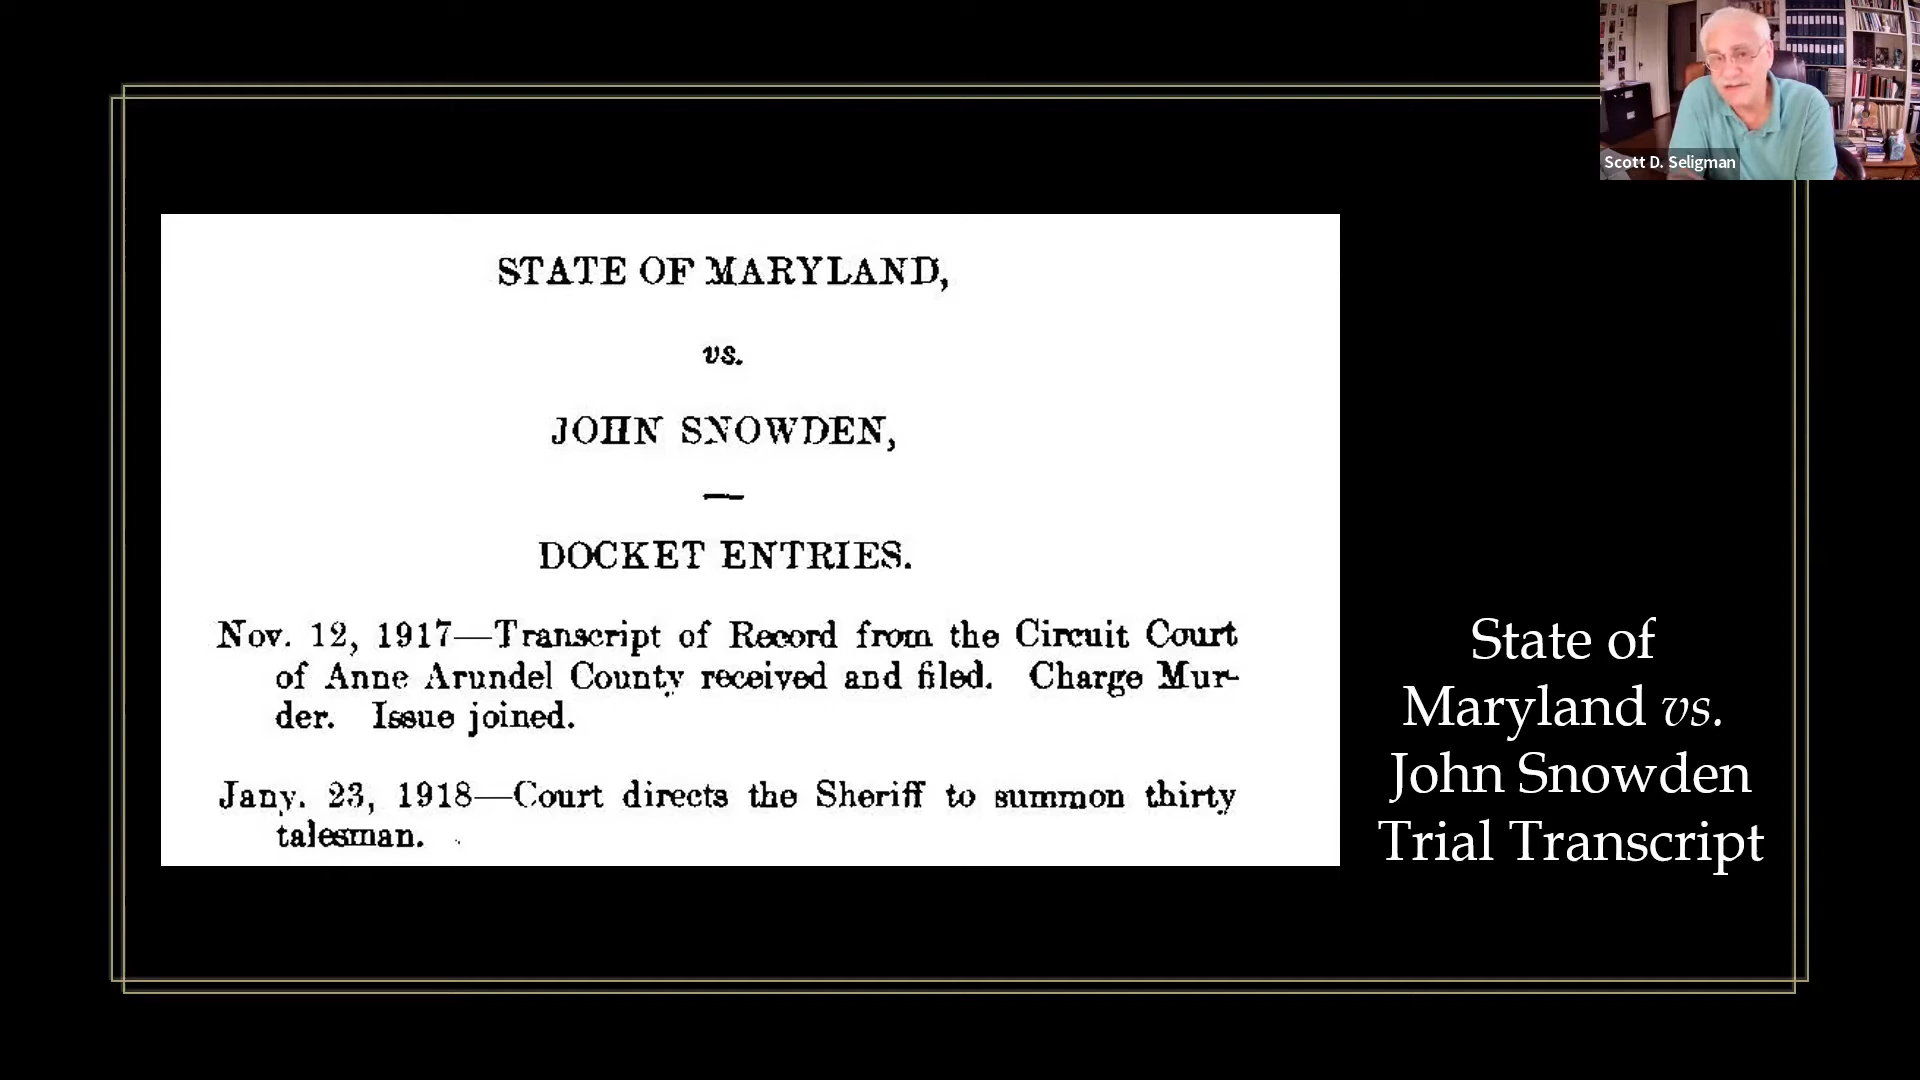 Scott D. Seligman
STATE OF MARYLAND,
vs.
JOHN SNOWDEN,
—
DOCKET ENTRIES.
Nov. 12, 1917—Transcript of Record from the Circuit Court
of Anne Arundel County received and filed. Charge Mur-
der. Issue joined.
Jany. 23, 1918—Court directs the Sheriff to summon thirty
talesman.
State of
Maryland vs.
John Snowden
Trial Transcript